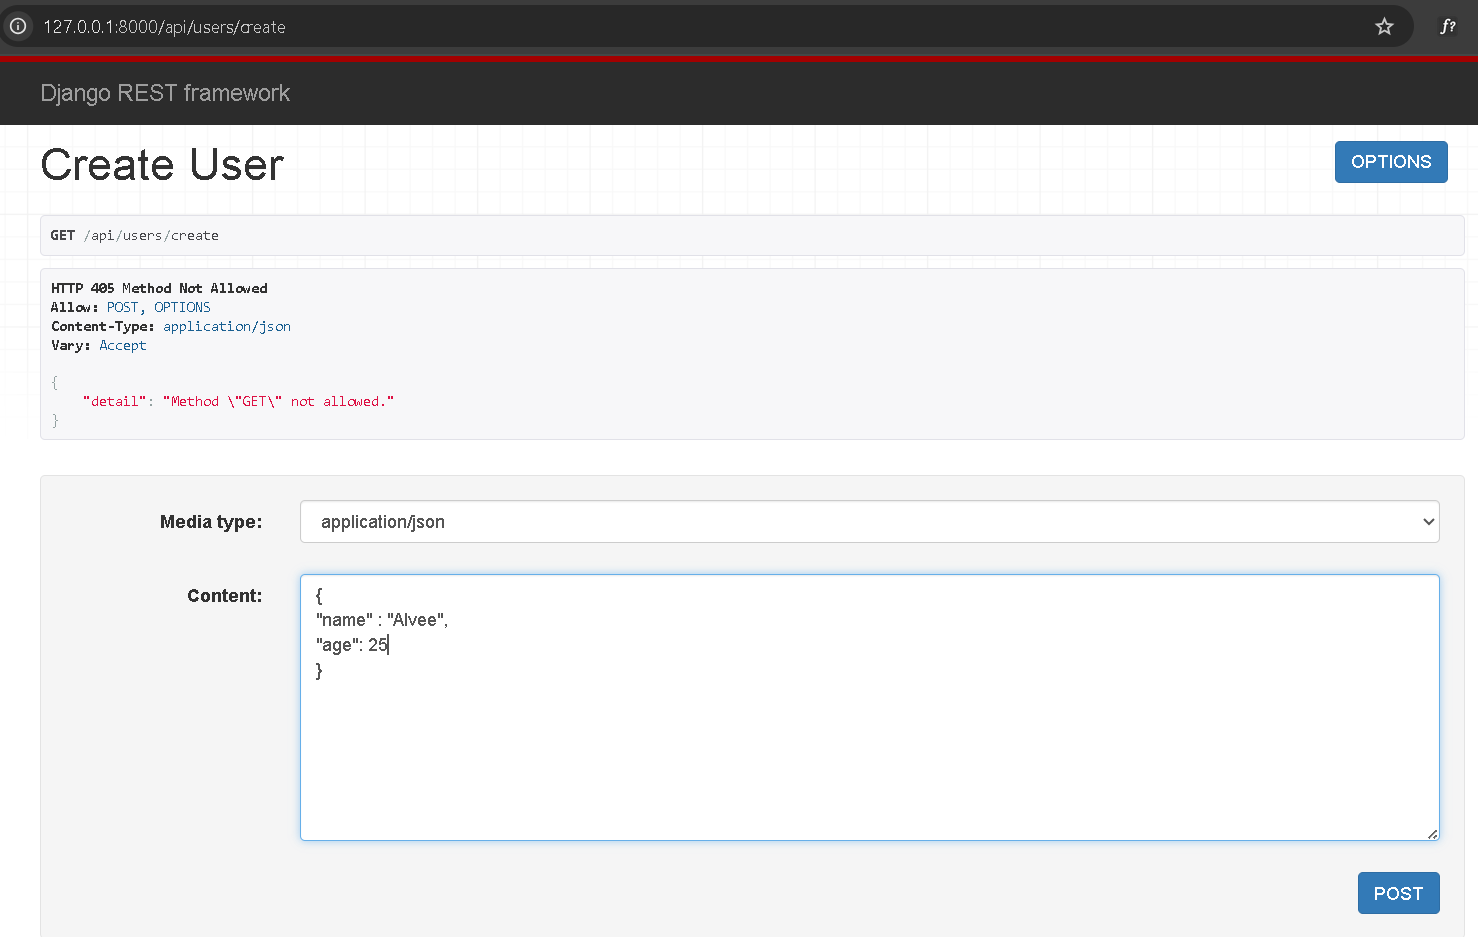 127.0.0.1:8000/api/users/create
f?
Django REST framework
Create User
OPTIONS
GET /api/users/create
HTTP 405 Method Not Allowed
Allow: POST, OPTIONS
Content-Type: application/json
Vary: Accept
{
"detail": "Method \"GET\" not allowed."
}
Media type:
application/json
Content:
{
"name" : "Alvee",
"age": 25
}
POST